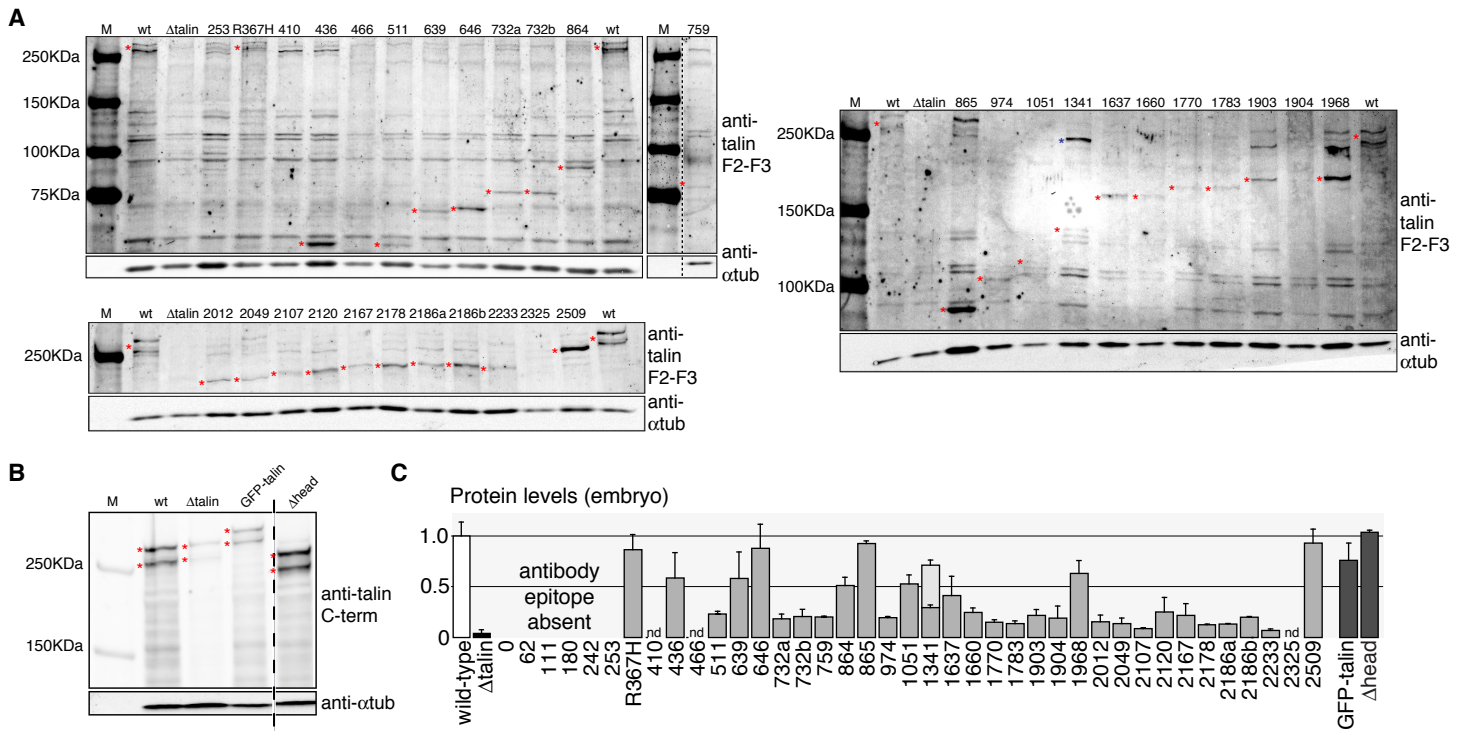 A
M wt Δtalin 253 R367H 410 436 466 511 639 646 732a 732b 864 wt M 759
250KDa
150KDa
100KDa
75KDa
anti-
talin
F2-F3
anti-
αtub
M wt Δtalin 2012 2049 2107 2120 2167 2178 2186a 2186b 2233 2325 2509 wt
250KDa
anti-
talin
F2-F3
anti-
αtub
M wt Δtalin 865 974 1051 1341 1637 1660 1770 1783 1903 1904 1968 wt
250KDa
150KDa
100KDa
anti-
talin
F2-F3
anti-
αtub
B
M wt Δtalin GFP-talin Δhead
250KDa
150KDa
anti-talin
C-term
anti-αtub
C
Protein levels (embryo)
1.0
0.5
0
antibody
epitope
absent
nd nd nd
wild-type Δtalin 0 62 111 180 242 253 R367H 410 436 466 511 639 646 732a 732b 759 864 865 974 1051 1341 1637 1660 1770 1783 1903 1904 1968 2012 2049 2107 2120 2167 2178 2186a 2186b 2233 2325 2509 GFP-talin Δhead